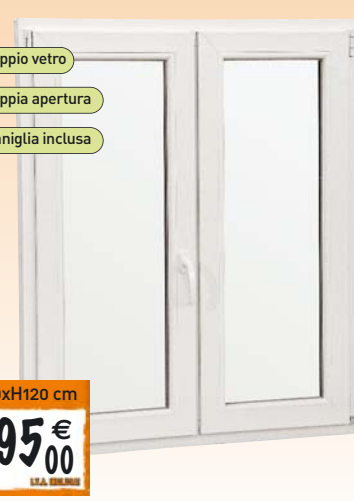 ppio vetro
ppia apertura
niglia inclusa
xH120 cm
95,00 €